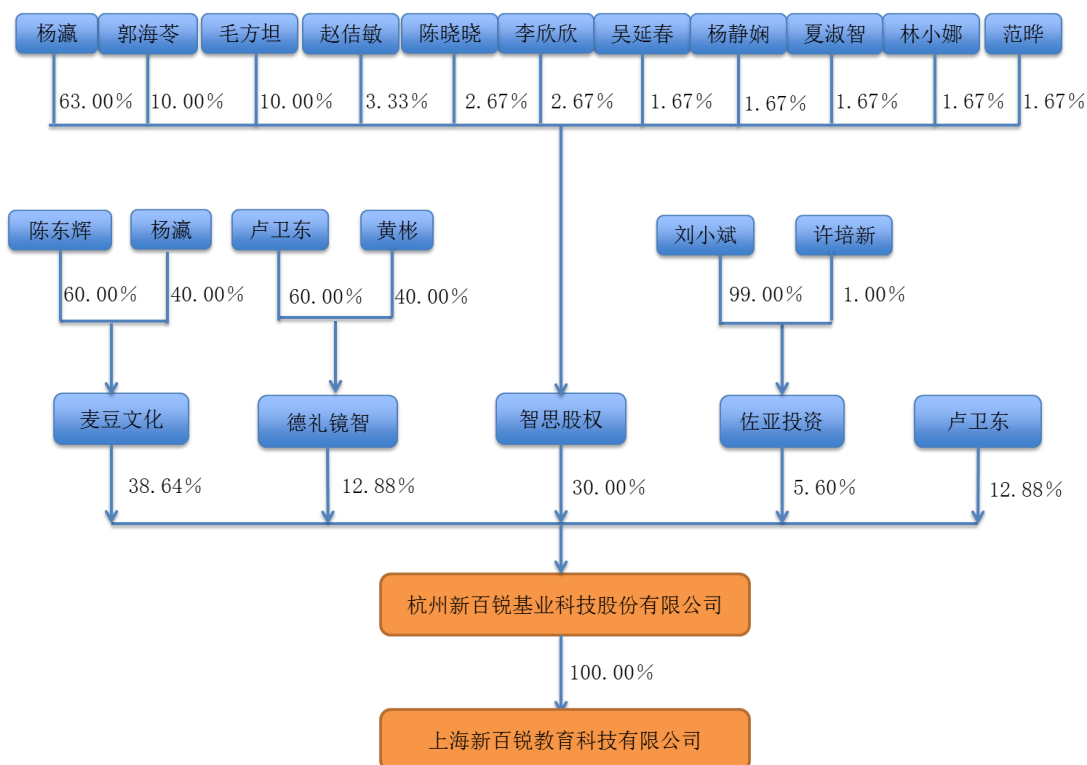 杨瀛 郭海苓 毛方坦 赵佶敏 陈晓晓 李欣欣 吴延春 杨静娴 夏淑智 林小娜 范晔
63.00% 10.00% 10.00% 3.33% 2.67% 2.67% 1.67% 1.67% 1.67% 1.67% 1.67%
陈东辉 杨瀛 卢卫东 黄彬 刘小斌 许培新
60.00% 40.00% 60.00% 40.00% 99.00% 1.00%
麦豆文化 德礼镜智 智思股权 佐亚投资 卢卫东
38.64% 12.88% 30.00% 5.60% 12.88%
杭州新百锐基业科技股份有限公司
100.00%
上海新百锐教育科技有限公司